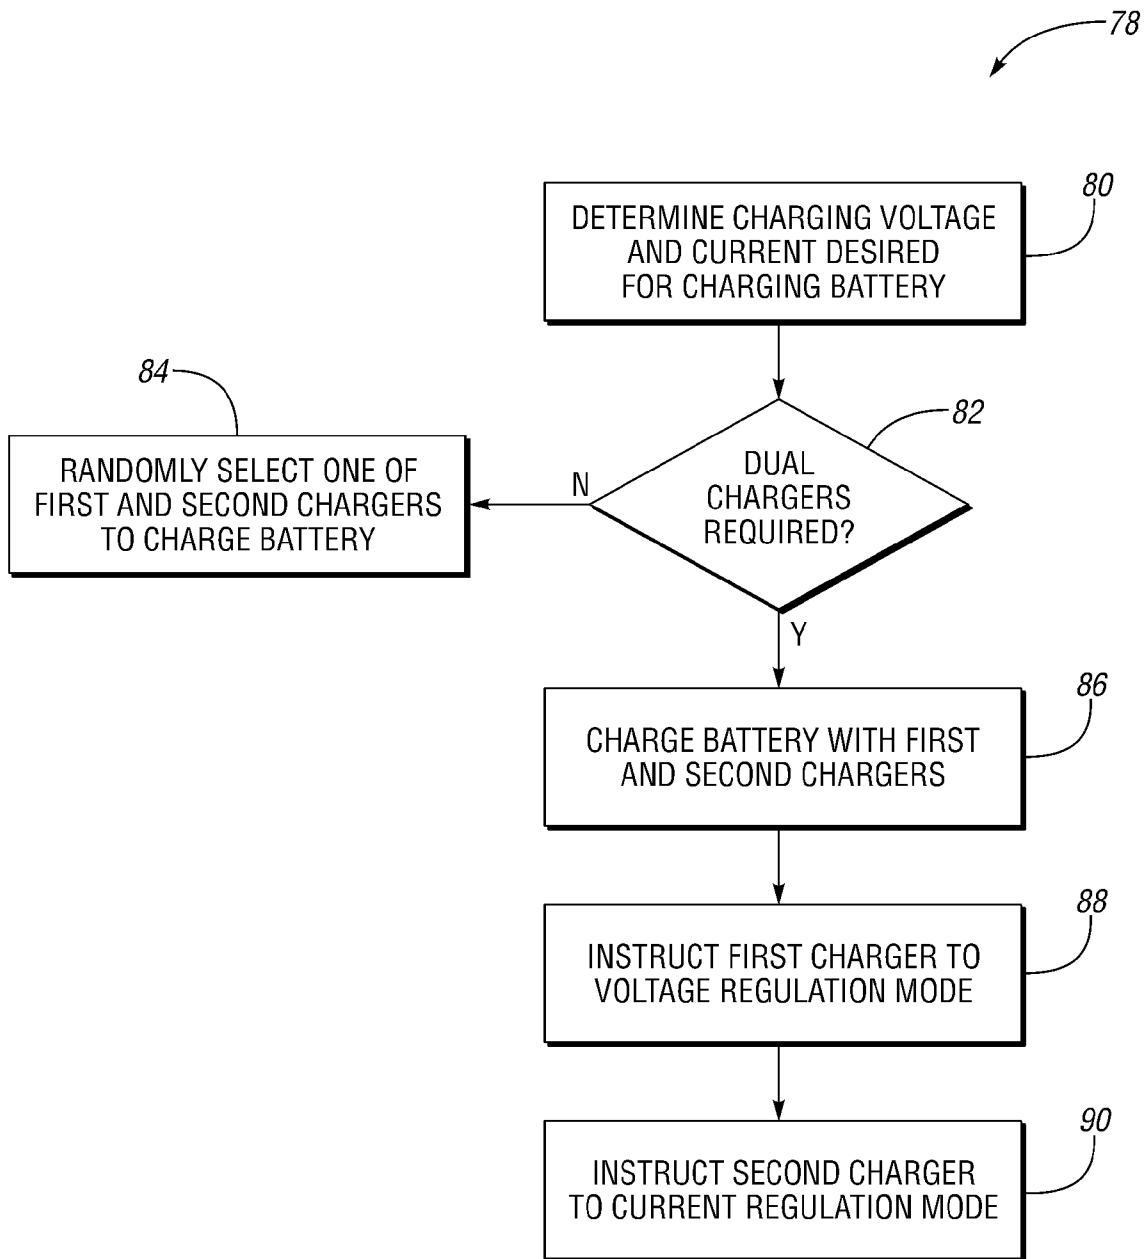 78
DETERMINE CHARGING VOLTAGE
AND CURRENT DESIRED
FOR CHARGING BATTERY
80
DUAL
CHARGERS
REQUIRED?
82
N
Y
84
RANDOMLY SELECT ONE OF
FIRST AND SECOND CHARGERS
TO CHARGE BATTERY
CHARGE BATTERY WITH FIRST
AND SECOND CHARGERS
86
INSTRUCT FIRST CHARGER TO
VOLTAGE REGULATION MODE
88
INSTRUCT SECOND CHARGER
TO CURRENT REGULATION MODE
90